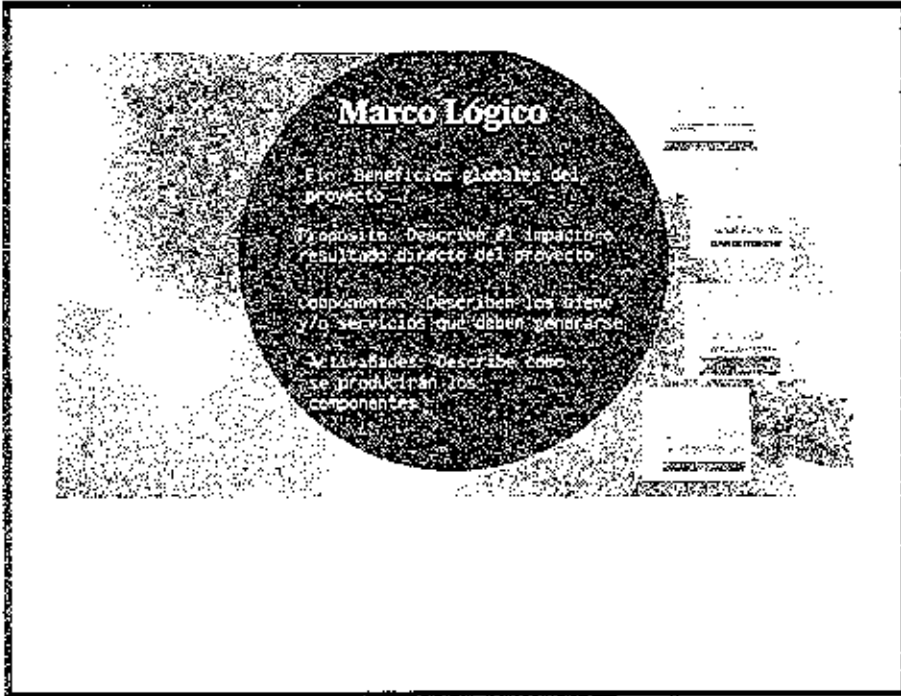 Marco Lógico
Fin. Beneficios globales del
proyecto
Propósito. Describe el impacto o
resultado directo del proyecto
Componentes. Describen los bienes
y/o servicios que deben generarse
Actividades. Describe como
se producirán los
componentes